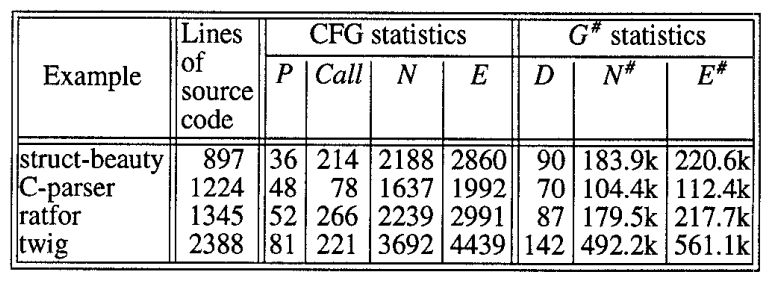 Example Lines of source code CFG statistics G# statistics
P Call N E D N# E#
struct-beauty 897 36 214 2188 2860 90 183.9k 220.6k
C-parser 1224 48 78 1637 1992 70 104.4k 112.4k
ratfor 1345 52 266 2239 2991 87 179.5k 217.7k
twig 2388 81 221 3692 4439 142 492.2k 561.1k